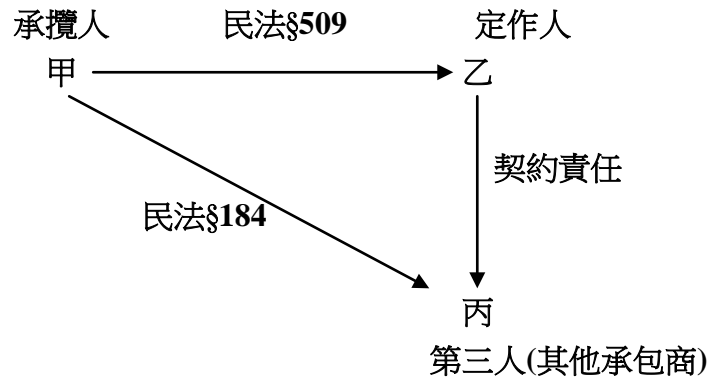 承攬人 民法§509 定作人
甲 乙
契約責任
民法§184
丙
第三人(其他承包商)